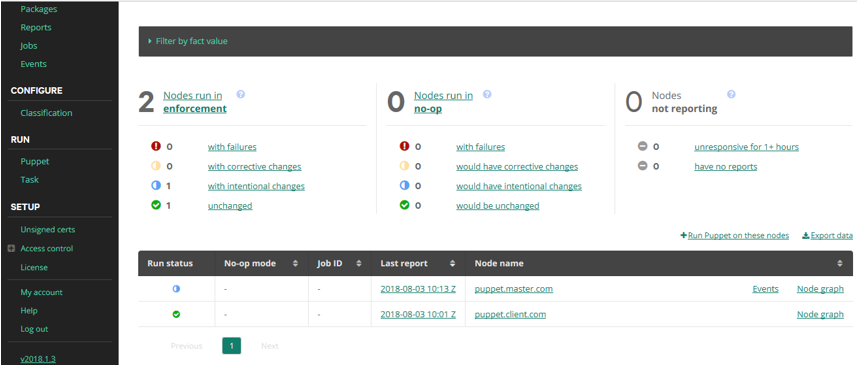 Packages
Reports
Jobs
Events
CONFIGURE
Classification
RUN
Puppet
Task
SETUP
Unsigned certs
Access control
License
My account
Help
Log out
v2018.1.3
Filter by fact value
2 Nodes run in enforcement ?
0 with failures
0 with corrective changes
1 with intentional changes
1 unchanged
0 Nodes run in no-op ?
0 with failures
0 would have corrective changes
0 would have intentional changes
0 would be unchanged
0 Nodes not reporting ?
0 unresponsive for 1+ hours
0 have no reports
Run Puppet on these nodes Export data
Run status No-op mode Job ID Last report Node name
- - 2018-08-03 10:13 Z puppet.master.com Events Node graph
- - 2018-08-03 10:01 Z puppet.client.com Node graph
Previous 1 Next